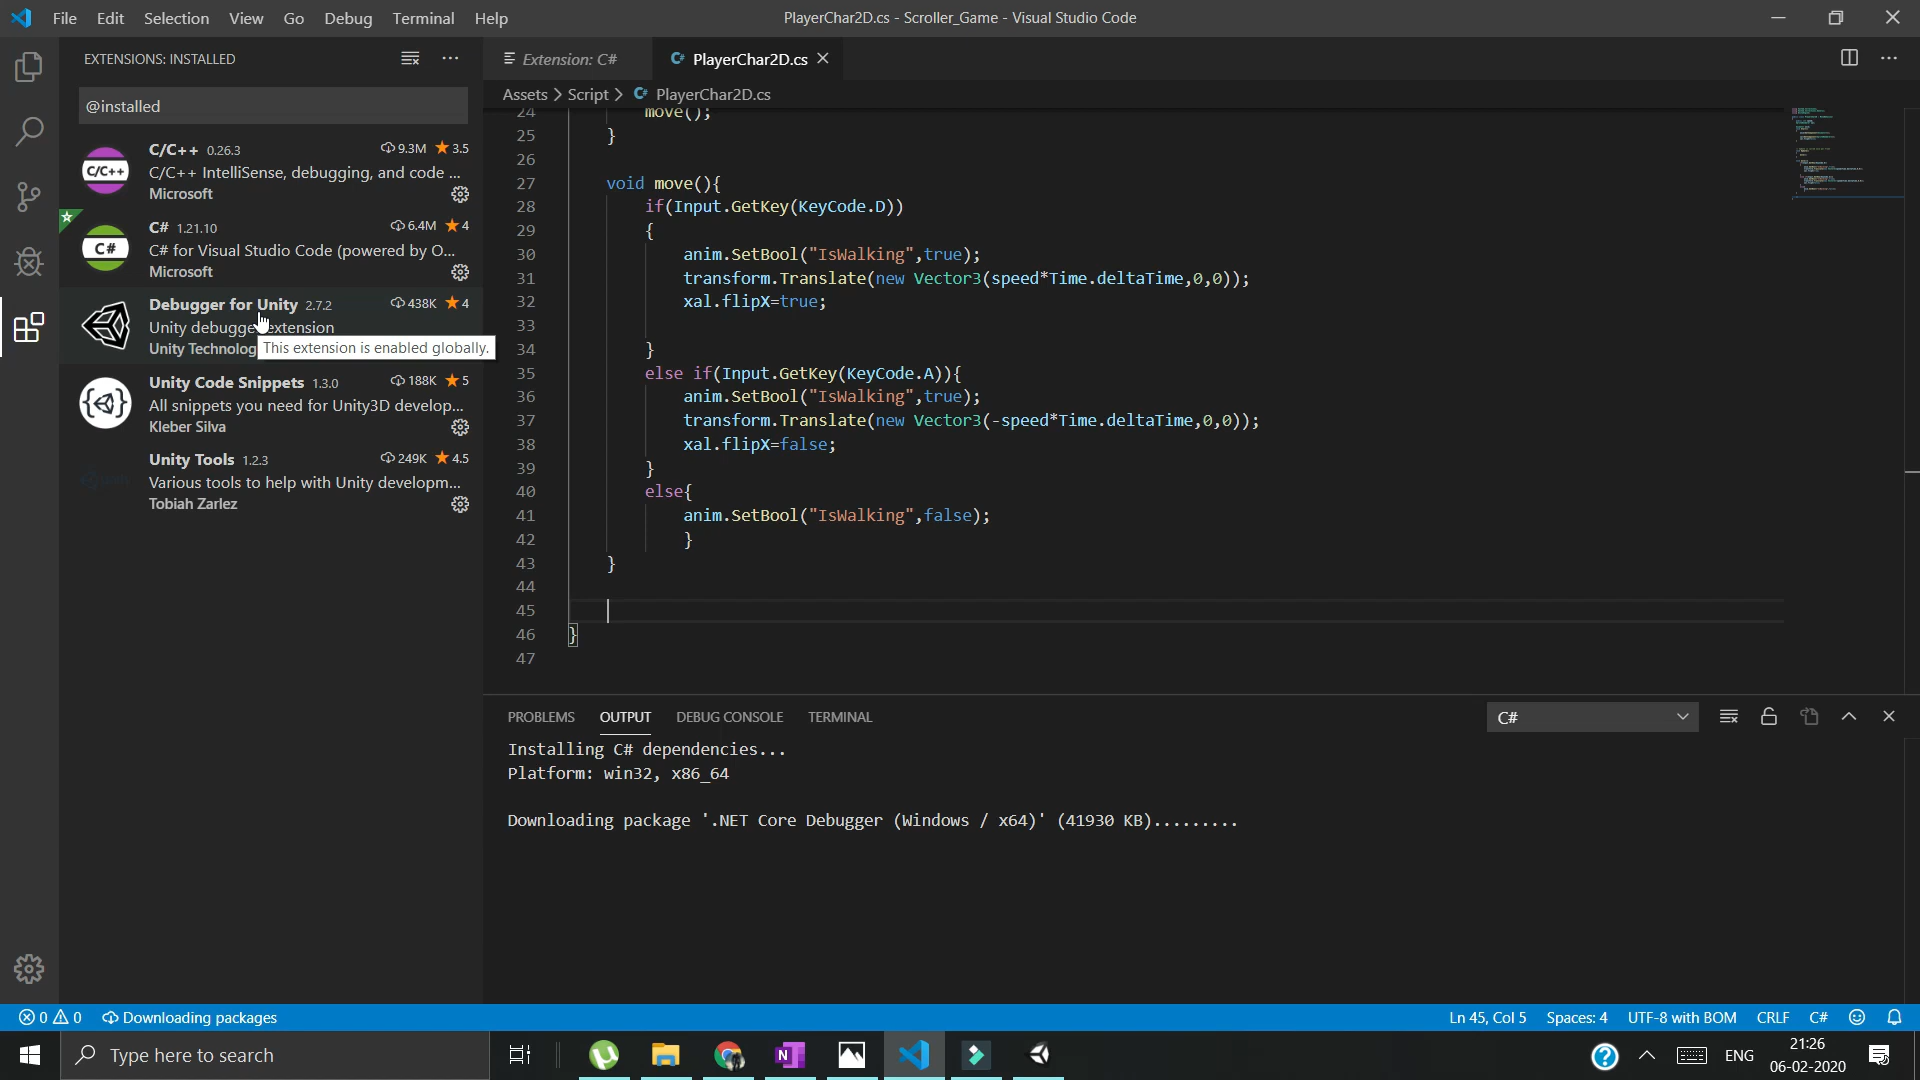 File Edit Selection View Go Debug Terminal Help
PlayerChar2D.cs - Scroller_Game - Visual Studio Code
EXTENSIONS: INSTALLED
@installed
C/C++
C/C++ 0.26.3 9.3M 3.5
C/C++ IntelliSense, debugging, and code ...
Microsoft
C#
C# 1.21.10 6.4M 4
C# for Visual Studio Code (powered by O...
Microsoft
Debugger for Unity 2.7.2 438K 4
Unity debugger extension
Unity Technolog
This extension is enabled globally.
Unity Code Snippets 1.3.0 188K 5
All snippets you need for Unity3D develop...
Kleber Silva
Unity Tools 1.2.3 249K 4.5
Various tools to help with Unity developm...
Tobiah Zarlez
Extension: C#
C# PlayerChar2D.cs
Assets > Script > C# PlayerChar2D.cs
24 move();
25 }
26
27 void move(){
28 if(Input.GetKey(KeyCode.D))
29 {
30 anim.SetBool("IsWalking",true);
31 transform.Translate(new Vector3(speed*Time.deltaTime,0,0));
32 xal.flipX=true;
33
34 }
35 else if(Input.GetKey(KeyCode.A)){
36 anim.SetBool("IsWalking",true);
37 transform.Translate(new Vector3(-speed*Time.deltaTime,0,0));
38 xal.flipX=false;
39 }
40 else{
41 anim.SetBool("IsWalking",false);
42 }
43 }
44
45
46 }
47
PROBLEMS OUTPUT DEBUG CONSOLE TERMINAL
C#
Installing C# dependencies...
Platform: win32, x86_64
Downloading package '.NET Core Debugger (Windows / x64)' (41930 KB).........
0 0 Downloading packages
Ln 45, Col 5 Spaces: 4 UTF-8 with BOM CRLF C#
Type here to search
ENG
21:26
06-02-2020